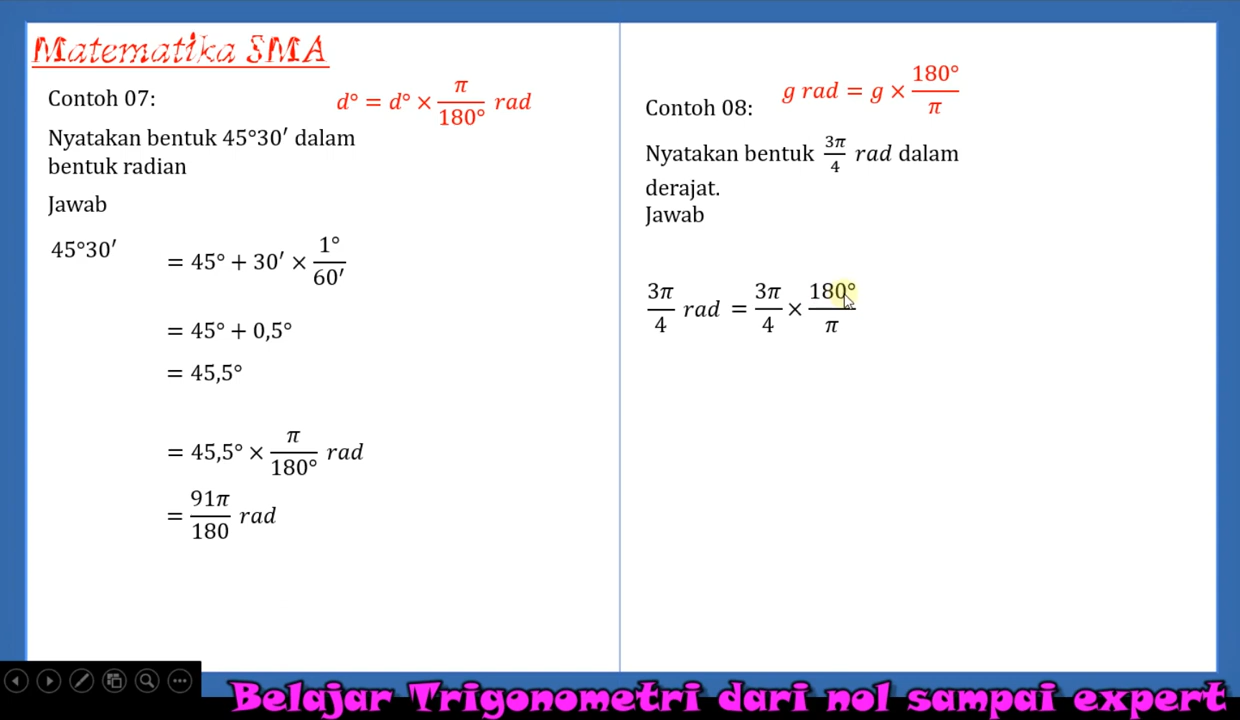 Matematika SMA
Contoh 07:
d° = d° × π/180° rad
Nyatakan bentuk 45°30′ dalam
bentuk radian
Jawab
45°30′ = 45° + 30′ × 1°/60′
= 45° + 0,5°
= 45,5°
= 45,5° × π/180° rad
= 91π/180 rad
Contoh 08:
g rad = g × 180°/π
Nyatakan bentuk 3π/4 rad dalam
derajat.
Jawab
3π/4 rad = 3π/4 × 180°/π
Belajar Trigonometri dari nol sampai expert